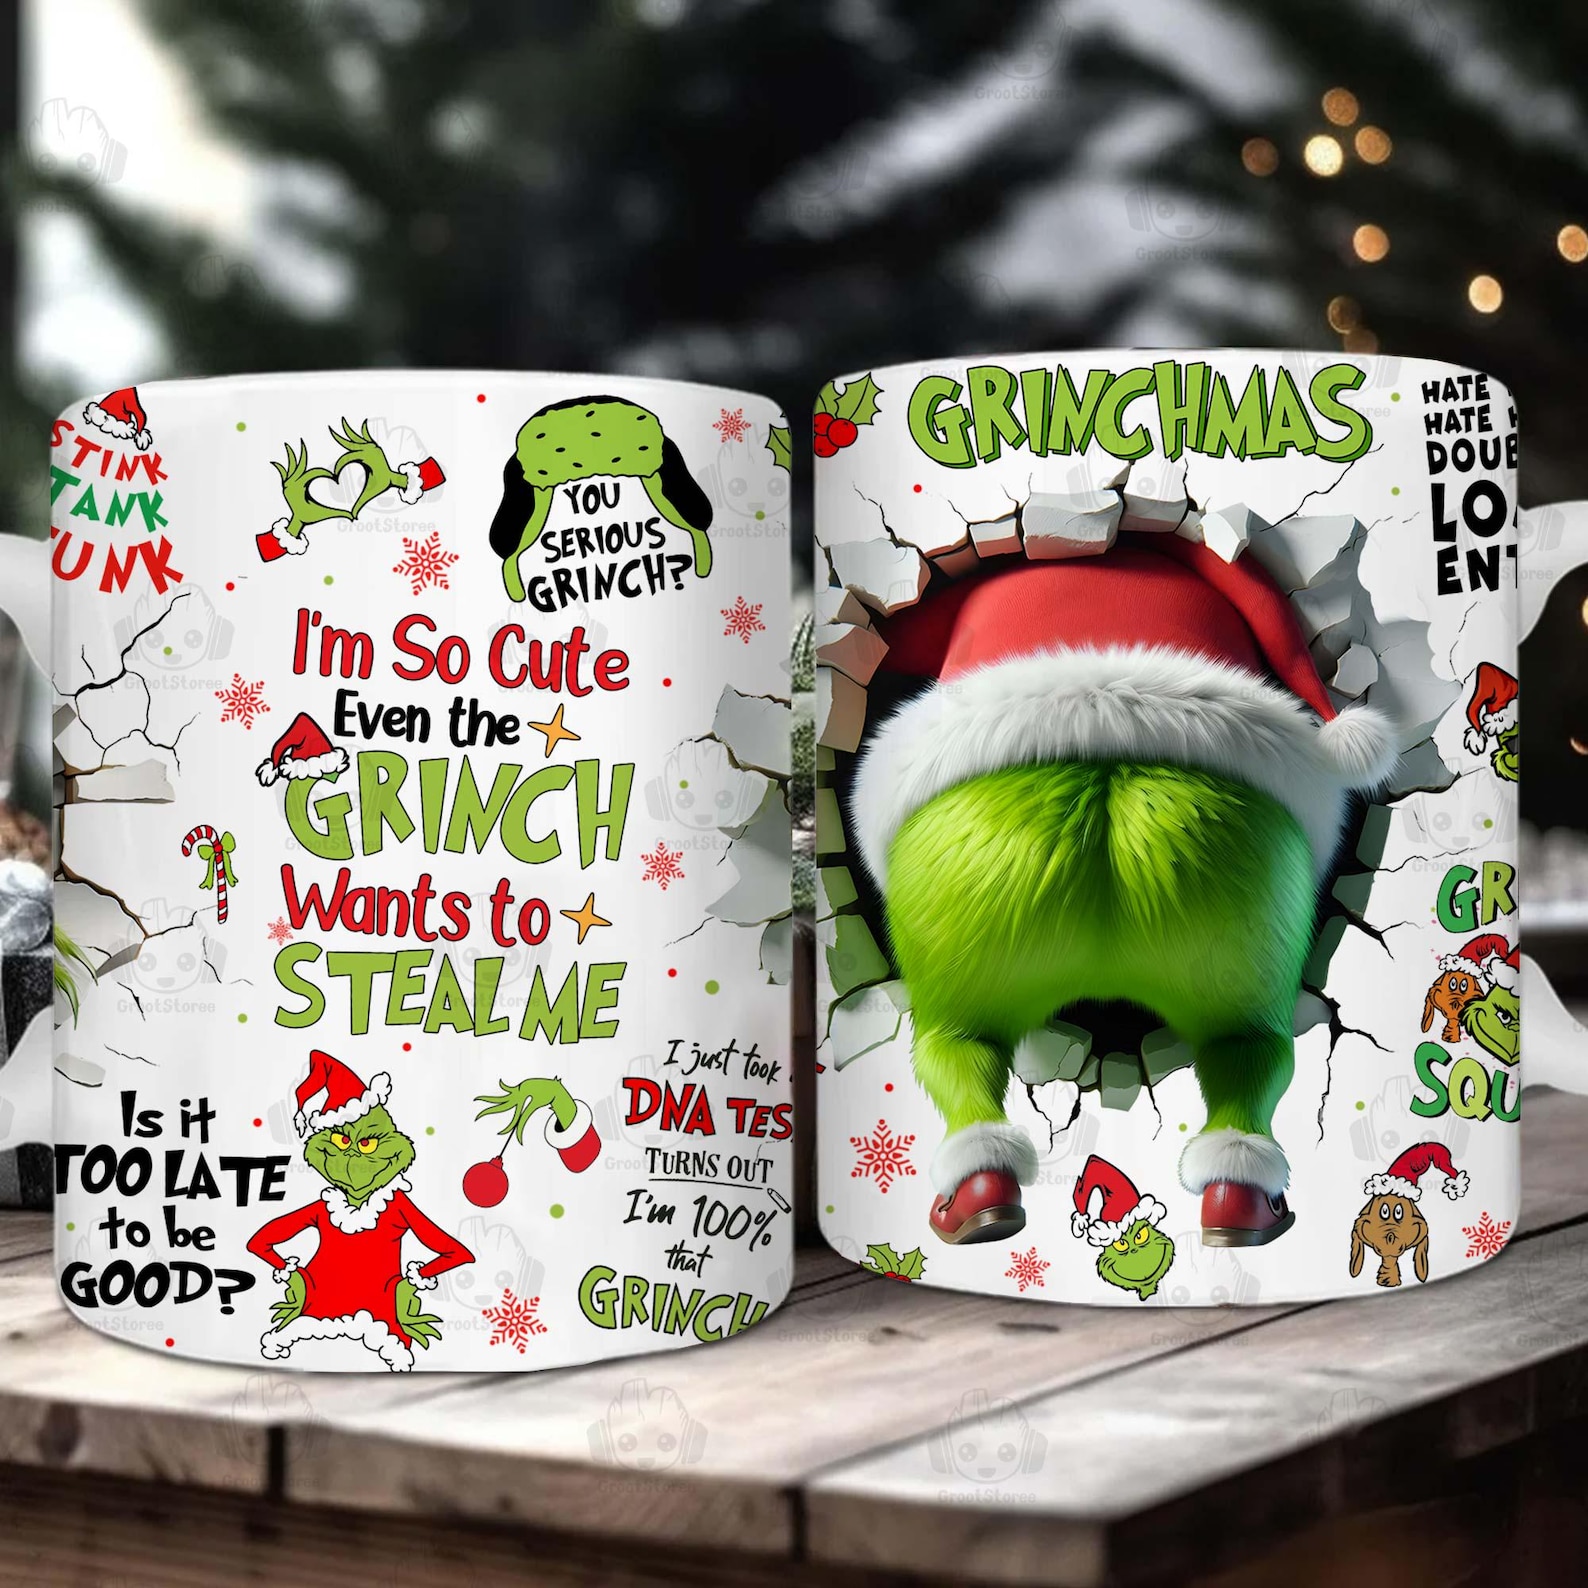 STINK
TANK
UNK
YOU
SERIOUS
GRINCH?
I'm So Cute
Even the
GRINCH
Wants to
STEAL ME
Is it
TOO LATE
to be
GOOD?
I just took
DNA TES
TURNS OUT
I'm 100%
that
GRINCH
GRINCHMAS
HATE
HATE
DOUB
LO
ENT
GR
SQU
GrootStoree